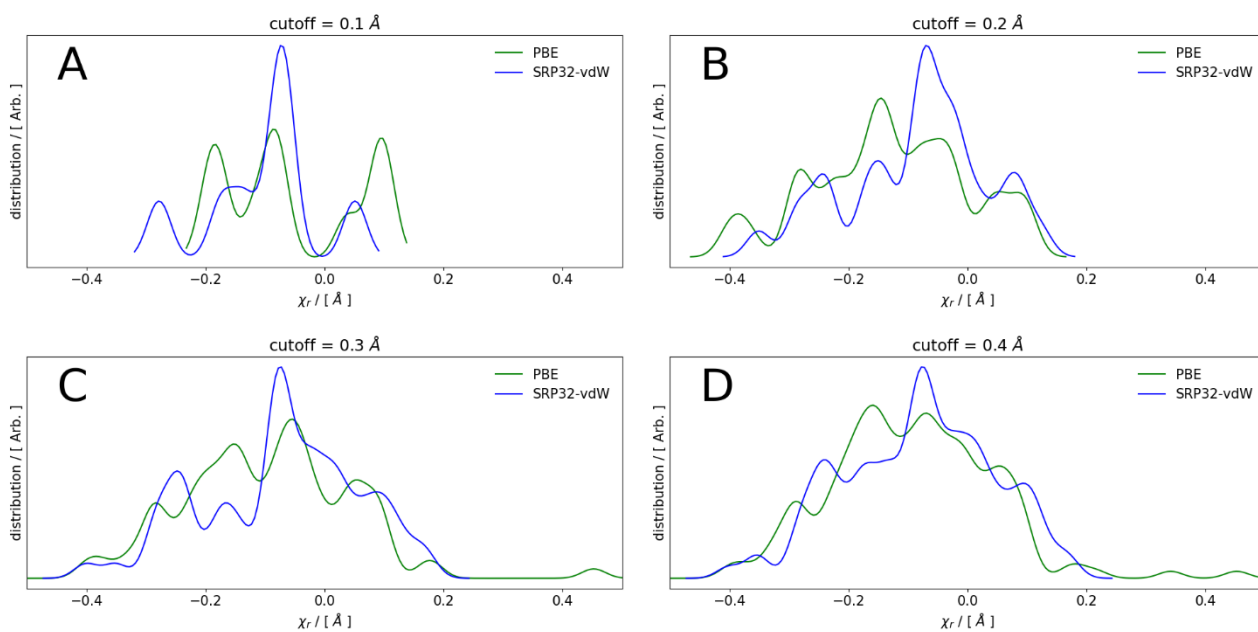 cutoff = 0.1 Å
A
PBE
SRP32-vdW
distribution / [ Arb. ]
−0.4 −0.2 0.0 0.2 0.4
χr / [ Å ]
cutoff = 0.2 Å
B
PBE
SRP32-vdW
distribution / [ Arb. ]
−0.4 −0.2 0.0 0.2 0.4
χr / [ Å ]
cutoff = 0.3 Å
C
PBE
SRP32-vdW
distribution / [ Arb. ]
−0.4 −0.2 0.0 0.2 0.4
χr / [ Å ]
cutoff = 0.4 Å
D
PBE
SRP32-vdW
distribution / [ Arb. ]
−0.4 −0.2 0.0 0.2 0.4
χr / [ Å ]